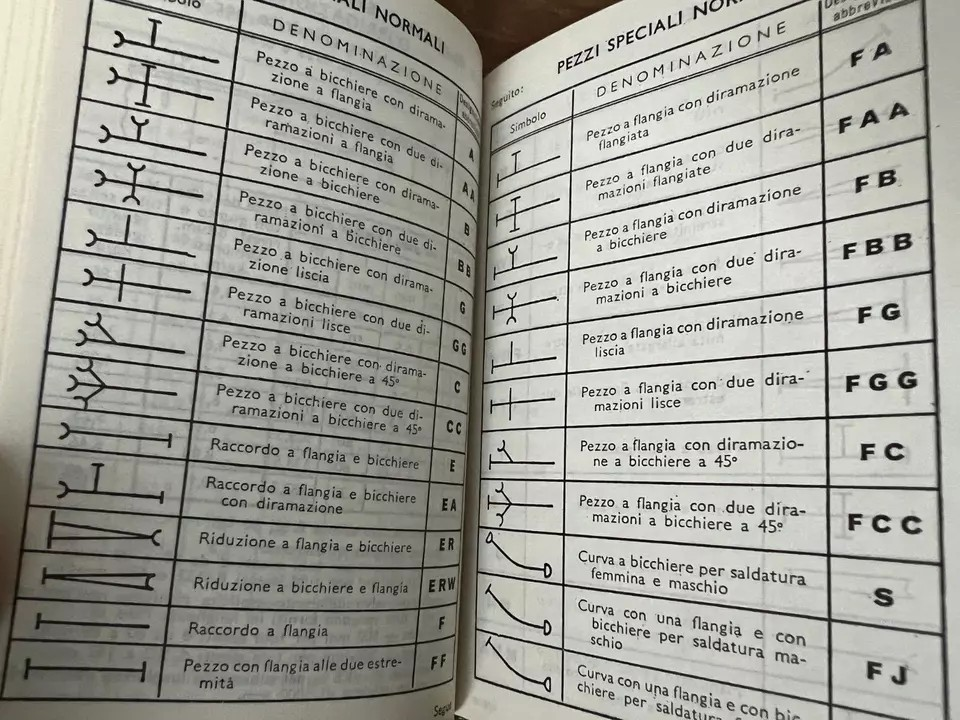 Simbolo
IALI NORMALI
DENOMINAZIONE
Pezzo a bicchiere con dirama-
zione a flangia
A
Pezzo a bicchiere con due di-
ramazioni a flangia
AA
Pezzo a bicchiere con dirama-
zione a bicchiere
B
Pezzo a bicchiere con due di-
ramazioni a bicchiere
BB
Pezzo a bicchiere con dirama-
zione liscia
G
Pezzo a bicchiere con due di-
ramazioni lisce
GG
Pezzo a bicchiere con dirama-
zione a bicchiere a 45°
C
Pezzo a bicchiere con due di-
ramazioni a bicchiere a 45°
CC
Raccordo a flangia e bicchiere
E
Raccordo a flangia e bicchiere
con diramazione
EA
Riduzione a flangia e bicchiere
ER
Riduzione a bicchiere e flangia
ERW
Raccordo a flangia
F
Pezzo con flangia alle due estre-
mità
FF
Segue
PEZZI SPECIALI NOR
Seguito:
Simbolo
DENOMINAZIONE
abbrevi
Pezzo a flangia con diramazione
flangiata
FA
Pezzo a flangia con due dira-
mazioni flangiate
FAA
Pezzo a flangia con diramazione
a bicchiere
FB
Pezzo a flangia con due dira-
mazioni a bicchiere
FBB
Pezzo a flangia con diramazione
liscia
FG
Pezzo a flangia con due dira-
mazioni lisce
FGG
Pezzo a flangia con diramazio-
ne a bicchiere a 45°
FC
Pezzo a flangia con due dira-
mazioni a bicchiere a 45°
FCC
Curva a bicchiere per saldatura
femmina e maschio
S
Curva con una flangia e con
bicchiere per saldatura ma-
schio
FJ
Curva con una flangia e con bic-
chiere per saldatura